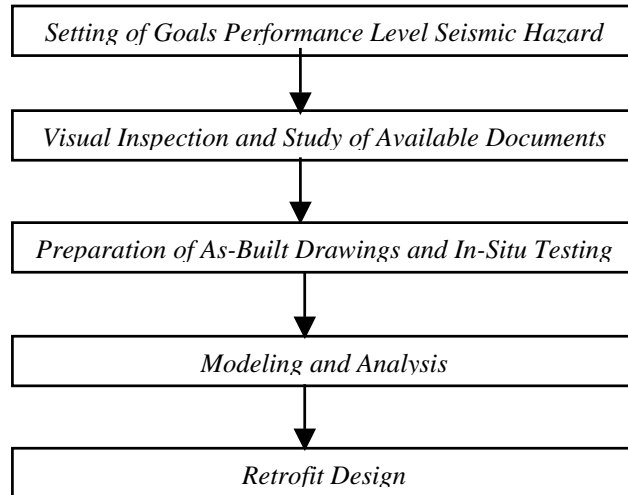 Setting of Goals Performance Level Seismic Hazard
Visual Inspection and Study of Available Documents
Preparation of As-Built Drawings and In-Situ Testing
Modeling and Analysis
Retrofit Design